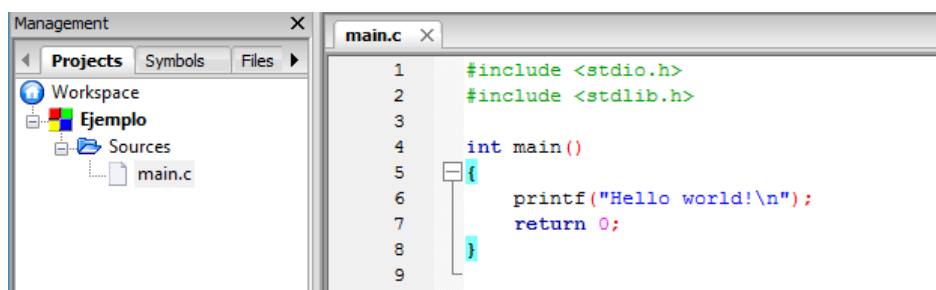 Management
Projects Symbols Files
Workspace
Ejemplo
Sources
main.c
main.c
1 #include <stdio.h>
2 #include <stdlib.h>
3
4 int main()
5 {
6 printf("Hello world!\n");
7 return 0;
8 }
9